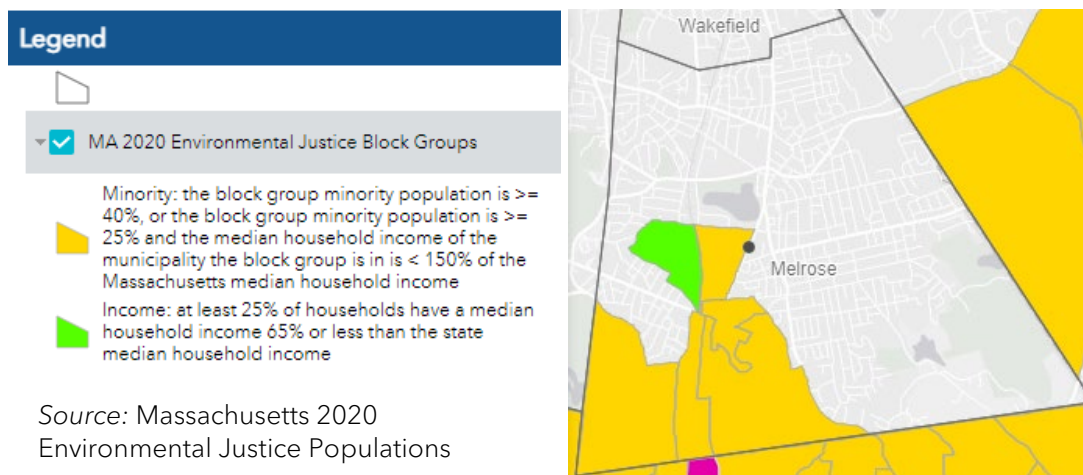 Legend
MA 2020 Environmental Justice Block Groups
Minority: the block group minority population is >=
40%, or the block group minority population is >=
25% and the median household income of the
municipality the block group is in is < 150% of the
Massachusetts median household income
Income: at least 25% of households have a median
household income 65% or less than the state
median household income
Source: Massachusetts 2020
Environmental Justice Populations
Wakefield
Melrose